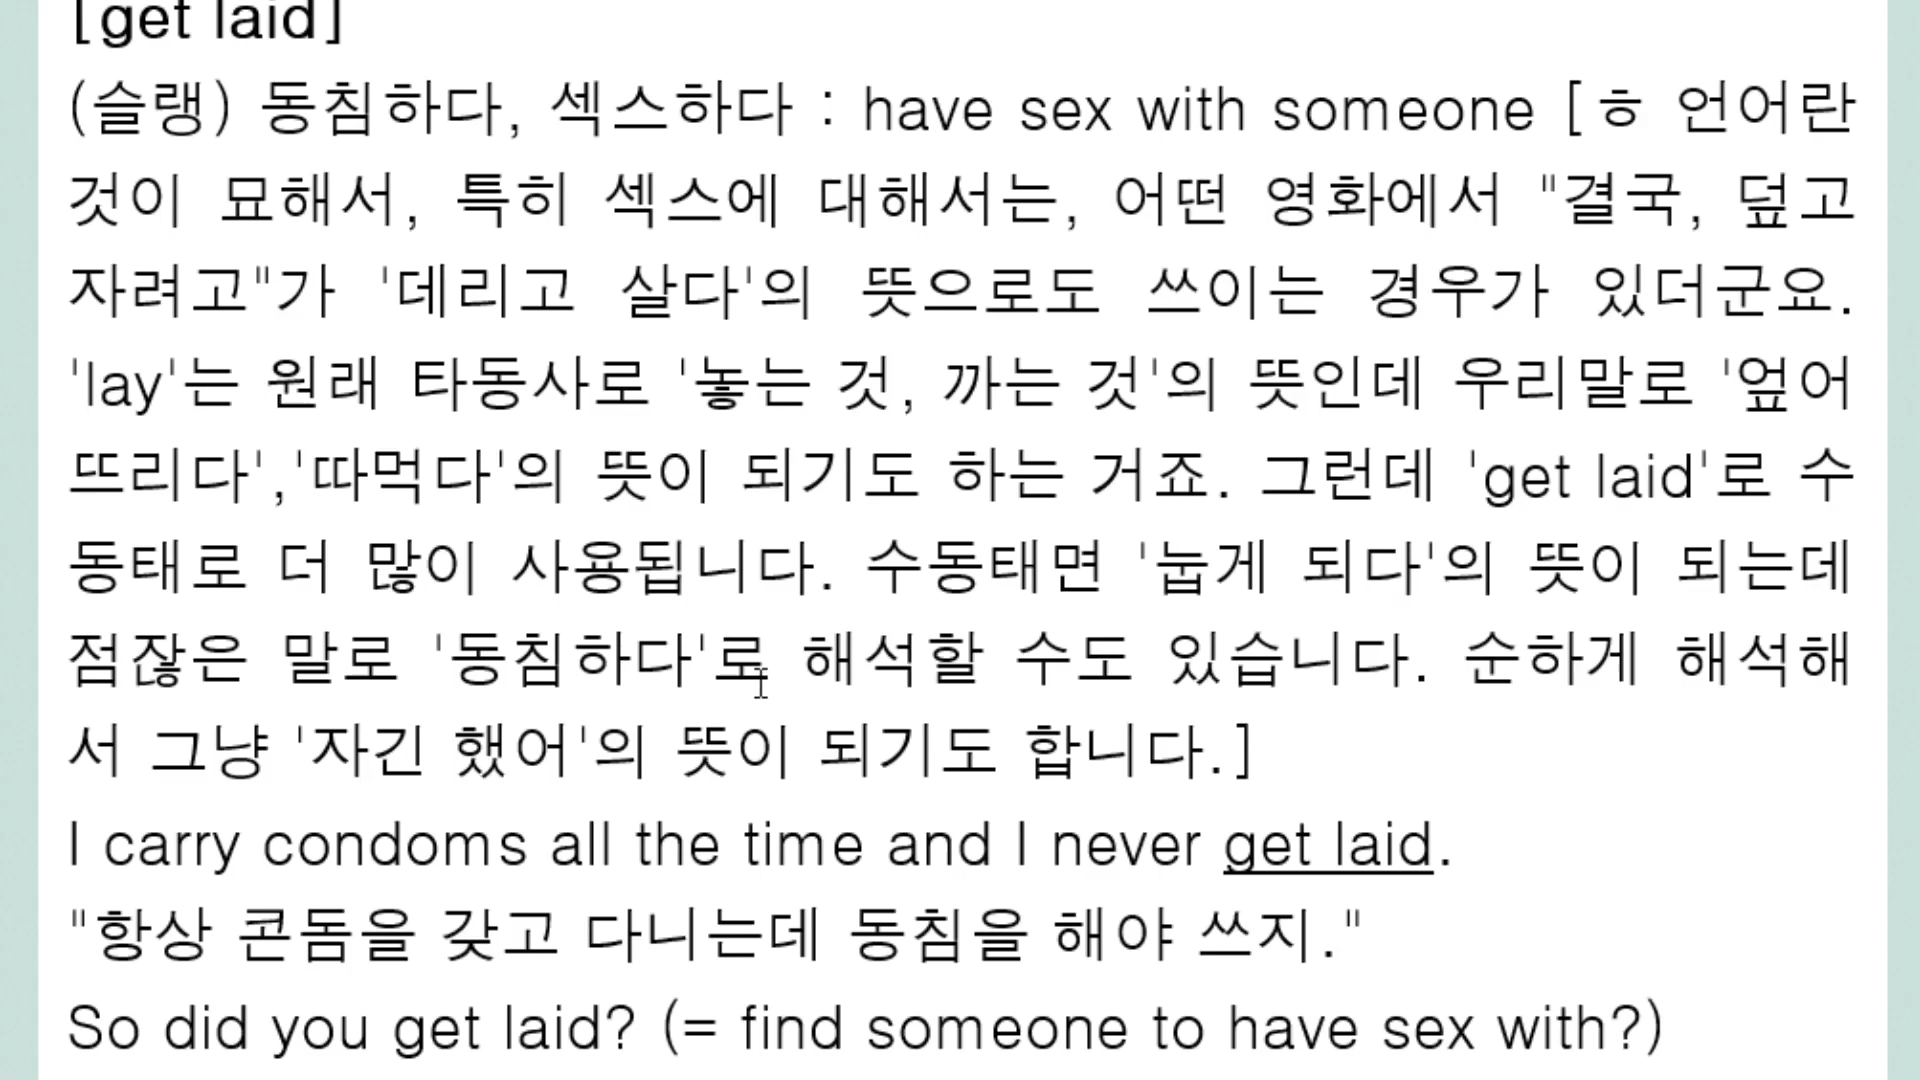 [get laid]
(슬랭) 동침하다, 섹스하다 : have sex with someone [ㅎ 언어란
것이 묘해서, 특히 섹스에 대해서는, 어떤 영화에서 "결국, 덮고
자려고"가 '데리고 살다'의 뜻으로도 쓰이는 경우가 있더군요.
'lay'는 원래 타동사로 '놓는 것, 까는 것'의 뜻인데 우리말로 '엎어
뜨리다','따먹다'의 뜻이 되기도 하는 거죠. 그런데 'get laid'로 수
동태로 더 많이 사용됩니다. 수동태면 '눕게 되다'의 뜻이 되는데
점잖은 말로 '동침하다'로 해석할 수도 있습니다. 순하게 해석해
서 그냥 '자긴 했어'의 뜻이 되기도 합니다.]
I carry condoms all the time and I never get laid.
"항상 콘돔을 갖고 다니는데 동침을 해야 쓰지."
So did you get laid? (= find someone to have sex with?)